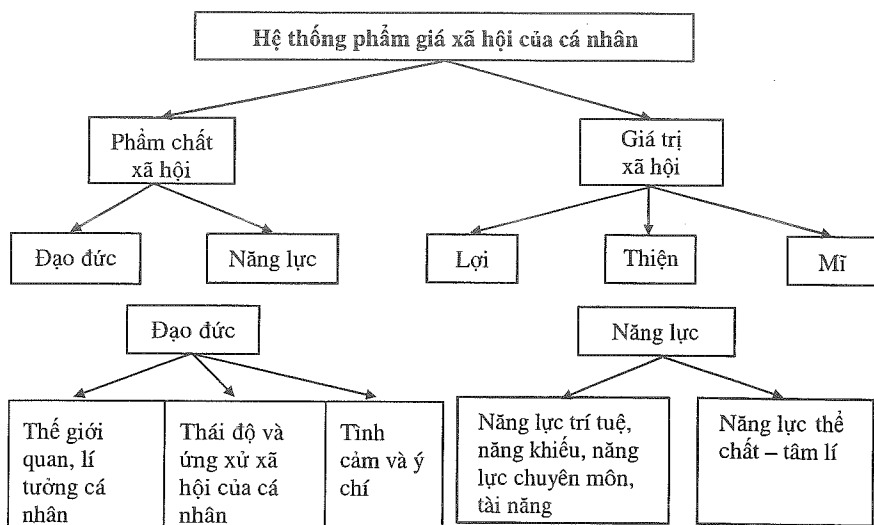 Hệ thống phẩm giá xã hội của cá nhân
Phẩm chất
xã hội
Giá trị
xã hội
Đạo đức
Năng lực
Lợi
Thiện
Mĩ
Đạo đức
Năng lực
Thế giới
quan, lí
tưởng cá
nhân
Thái độ và
ứng xử xã
hội của cá
nhân
Tình
cảm và ý
chí
Năng lực trí tuệ,
năng khiếu, năng
lực chuyên môn,
tài năng
Năng lực thể
chất – tâm lí